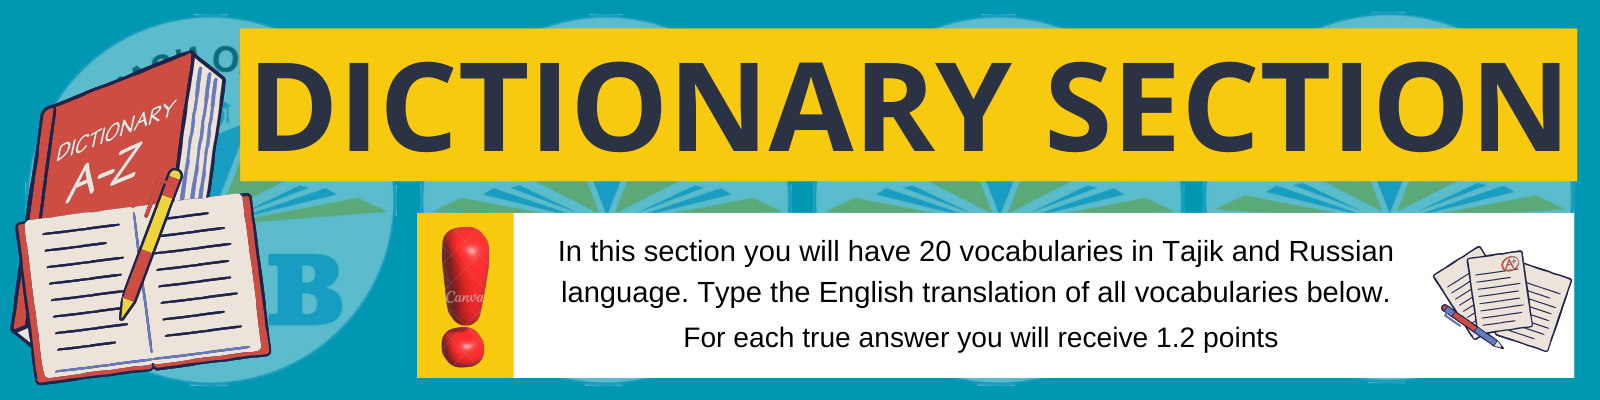 DICTIONARY SECTION
DICTIONARY
A-Z
In this section you will have 20 vocabularies in Tajik and Russian
language. Type the English translation of all vocabularies below.
For each true answer you will receive 1.2 points
Canva
A+
B